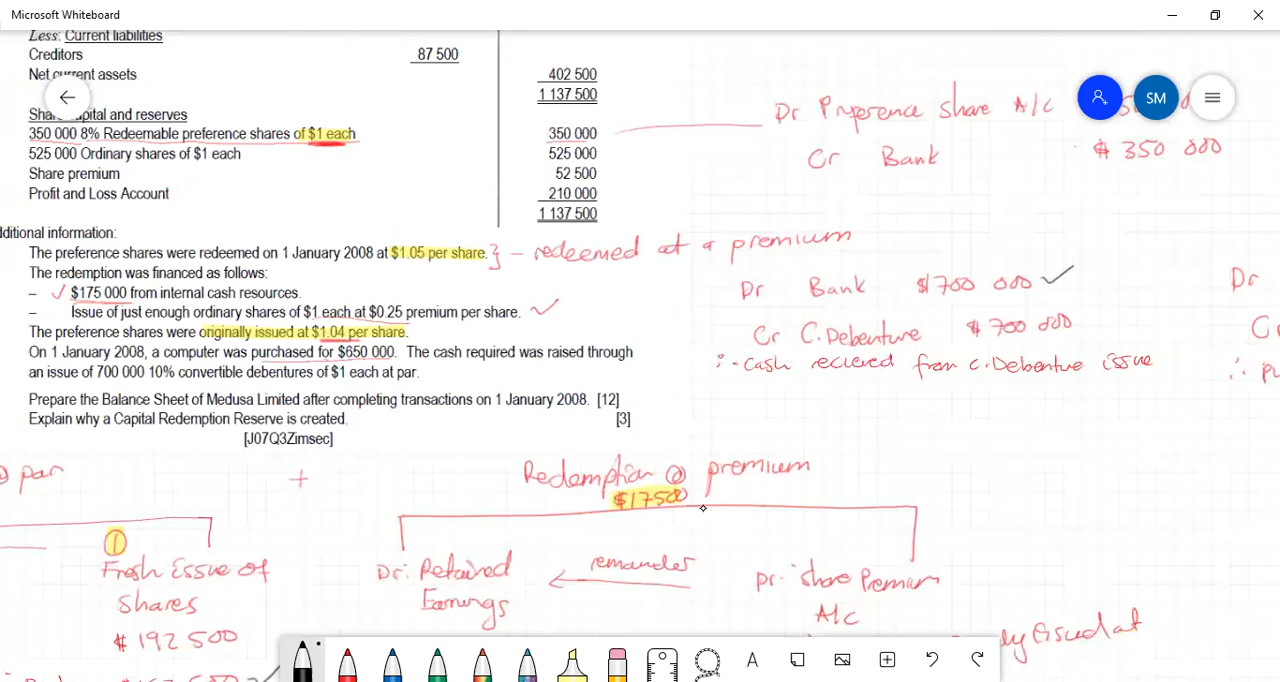 Microsoft Whiteboard
Less: Current liabilities
Creditors 87 500
Net current assets 402 500
1 137 500
Share capital and reserves
350 000 8% Redeemable preference shares of $1 each 350 000
525 000 Ordinary shares of $1 each 525 000
Share premium 52 500
Profit and Loss Account 210 000
1 137 500
Dr Preference share A/C
Cr Bank $ 350 000
SM
dditional information:
The preference shares were redeemed on 1 January 2008 at $1.05 per share. } - redeemed at a premium
The redemption was financed as follows:
– $175 000 from internal cash resources.
– Issue of just enough ordinary shares of $1 each at $0.25 premium per share.
The preference shares were originally issued at $1.04 per share.
On 1 January 2008, a computer was purchased for $650 000. The cash required was raised through
an issue of 700 000 10% convertible debentures of $1 each at par.
Prepare the Balance Sheet of Medusa Limited after completing transactions on 1 January 2008. [12]
Explain why a Capital Redemption Reserve is created. [3]
[J07Q3Zimsec]
Dr Bank $700 000
Cr C.Debenture $700 000
∴ - Cash recieved from c.Debentue issue
Dr
par
+
Redemption @ premium
$17500
1
Fresh issue of
Shares
$ 192 500
Dr: Retained
Earnings
remainder
Dr: Share Premium
A/C
A